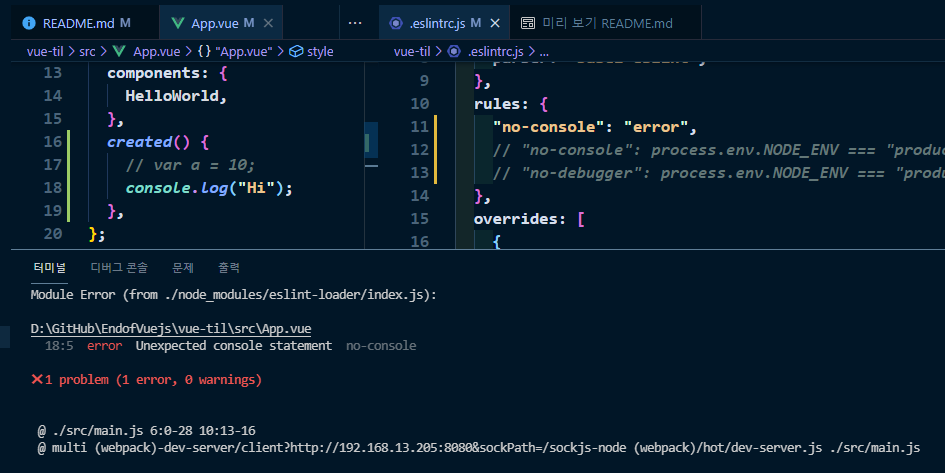 README.md M
App.vue M
.eslintrc.js M
미리 보기 README.md
vue-til > src > App.vue > {} "App.vue" > style
vue-til > .eslintrc.js > ...
13 components: {
14 HelloWorld,
15 },
16 created() {
17 // var a = 10;
18 console.log("Hi");
19 },
20 };
9 },
10 rules: {
11 "no-console": "error",
12 // "no-console": process.env.NODE_ENV === "produc
13 // "no-debugger": process.env.NODE_ENV === "produ
14 },
15 overrides: [
16 {
터미널 디버그 콘솔 문제 출력
Module Error (from ./node_modules/eslint-loader/index.js):
D:\GitHub\EndofVuejs\vue-til\src\App.vue
18:5 error Unexpected console statement no-console
❌1 problem (1 error, 0 warnings)
@ ./src/main.js 6:0-28 10:13-16
@ multi (webpack)-dev-server/client?http://192.168.13.205:8080&sockPath=/sockjs-node (webpack)/hot/dev-server.js ./src/main.js